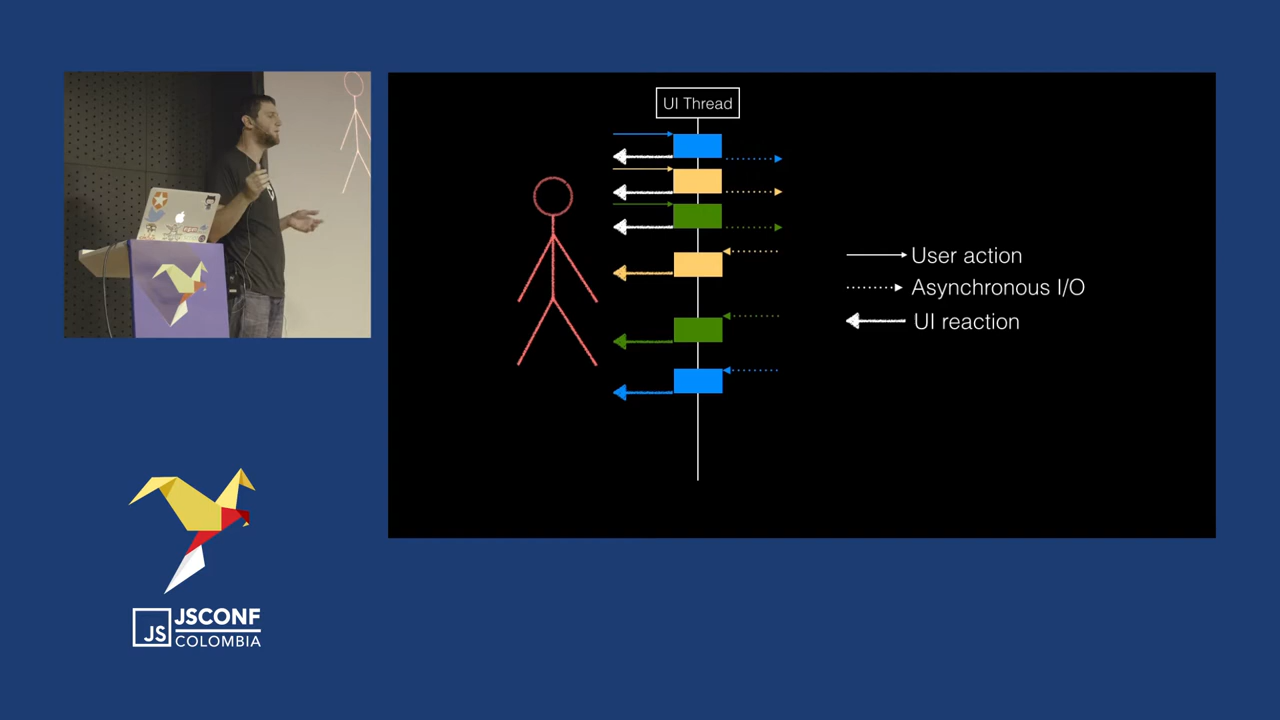 UI Thread
User action
Asynchronous I/O
UI reaction
JS
JSCONF
COLOMBIA